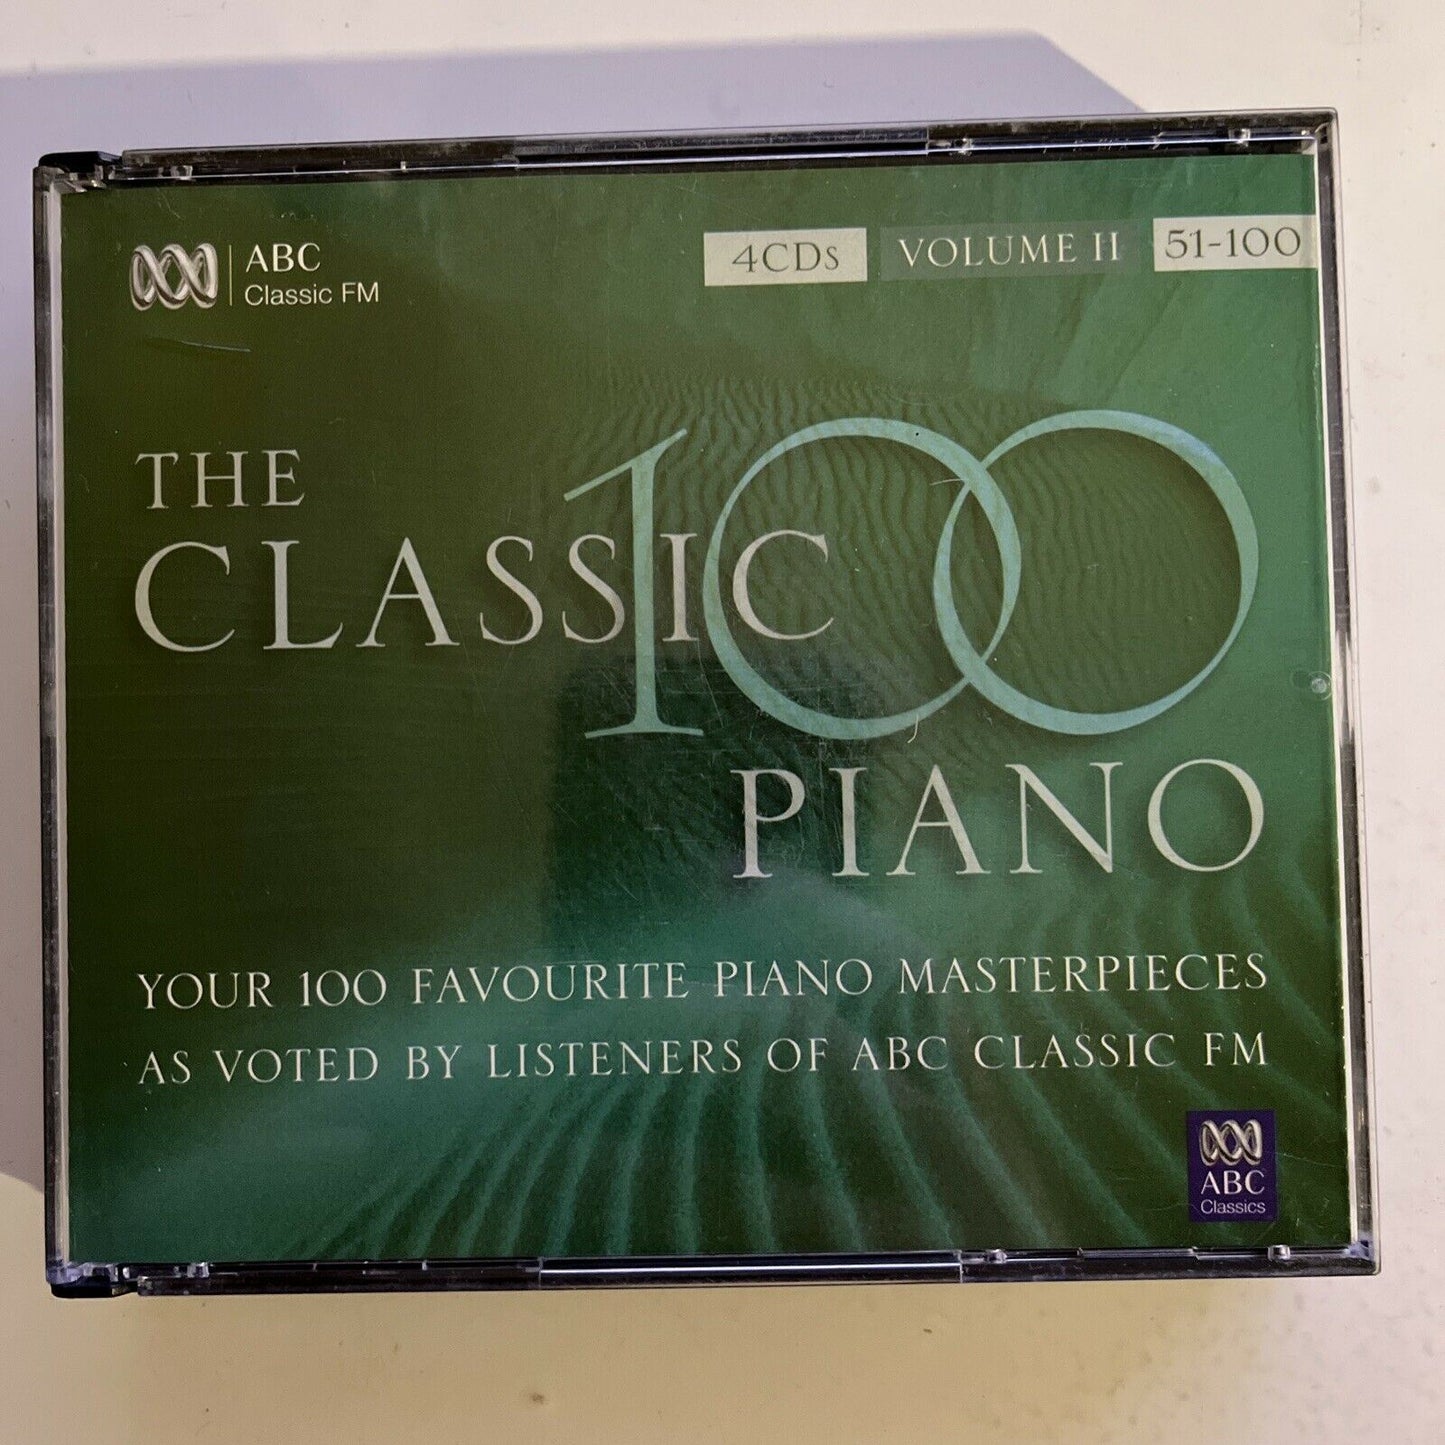 ABC
Classic FM
4CDs VOLUME II 51-100
THE
CLASSIC 100
PIANO
YOUR 100 FAVOURITE PIANO MASTERPIECES
AS VOTED BY LISTENERS OF ABC CLASSIC FM
ABC
Classics